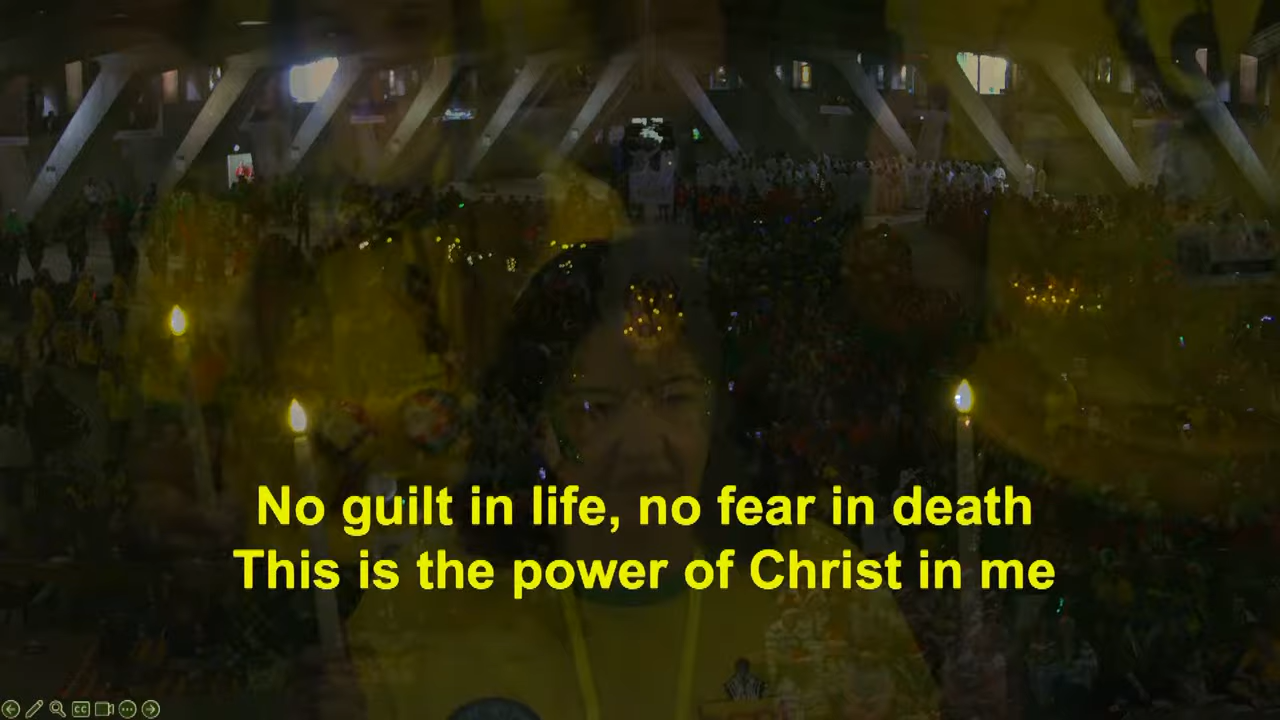 No guilt in life, no fear in death
This is the power of Christ in me